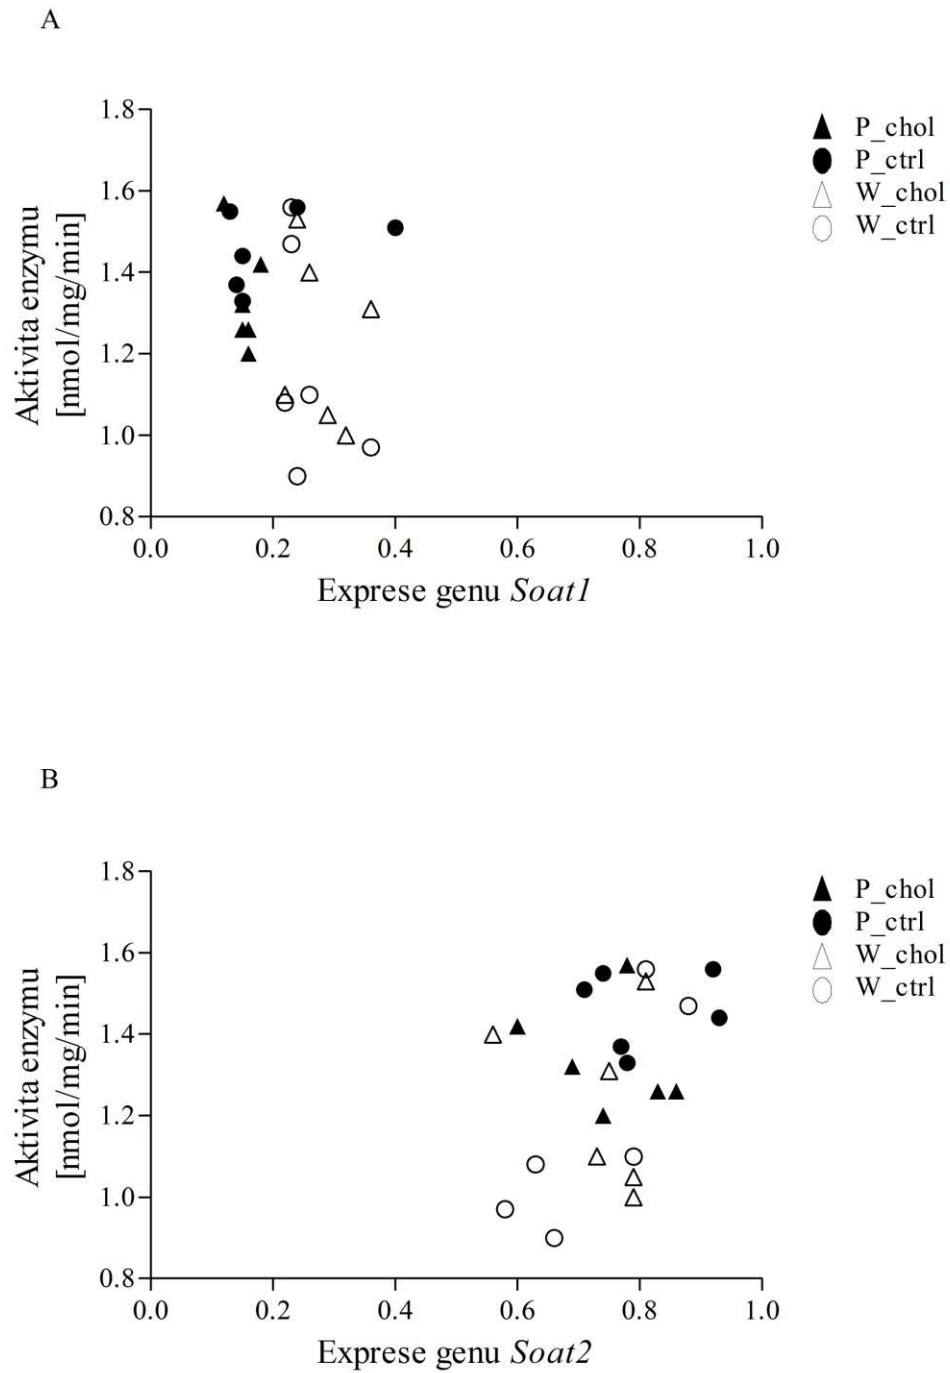 A
1.8
1.6
1.4
1.2
1.0
0.8
0.0 0.2 0.4 0.6 0.8 1.0
Aktivita enzymu
[nmol/mg/min]
Exprese genu Soat1
P_chol
P_ctrl
W_chol
W_ctrl
B
1.8
1.6
1.4
1.2
1.0
0.8
0.0 0.2 0.4 0.6 0.8 1.0
Aktivita enzymu
[nmol/mg/min]
Exprese genu Soat2
P_chol
P_ctrl
W_chol
W_ctrl